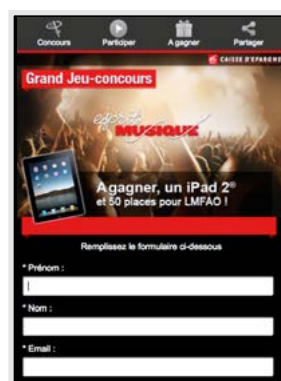 Concours Participer A gagner Partager
CAISSE D'EPARGNE
Grand Jeu-concours
esprit
MUSIQUE
A gagner, un iPad 2®
et 50 places pour LMFAO !
Remplissez le formulaire ci-dessous
* Prénom :
* Nom :
* Email :